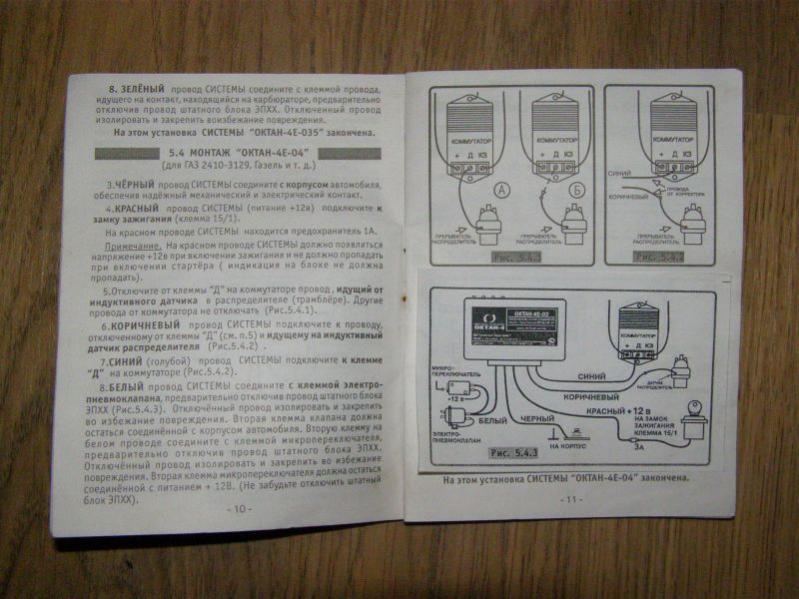 8. ЗЕЛЁНЫЙ провод СИСТЕМЫ соедините с клеммой провода,
идущего на контакт, находящийся на карбюраторе, предварительно
отключив провод штатного блока ЭПХХ. Отключенный провод
изолировать и закрепить воизбежание повреждения.
На этом установка СИСТЕМЫ "ОКТАН-4Е-035" закончена.
5.4 МОНТАЖ "ОКТАН-4Е-04"
(для ГАЗ 2410-3129, Газель и т. д.)
3.ЧЁРНЫЙ провод СИСТЕМЫ соедините с корпусом автомобиля,
обеспечив надёжный механический и электрический контакт.
4.КРАСНЫЙ провод СИСТЕМЫ (питание +12в) подключите к
замку зажигания (клемма 15/1).
На красном проводе СИСТЕМЫ находится предохранитель 1А.
Примечание. На красном проводе СИСТЕМЫ должно появляться
напряжение +12в при включении зажигания и не должно пропадать
при включении стартёра ( индикация на блоке не должна
пропадать).
5.Отключите от клеммы "Д" на коммутаторе провод, идущий от
индуктивного датчика в распределителе (трамблёре). Другие
провода от коммутатора не отключать (Рис.5.4.1).
6.КОРИЧНЕВЫЙ провод СИСТЕМЫ подключите к проводу,
отключенному от клеммы "Д" (см. п.5) и идущему на индуктивный
датчик распределителя (Рис.5.4.2) .
7.СИНИЙ (голубой) провод СИСТЕМЫ подключите к клемме
"Д" на коммутаторе (Рис.5.4.2).
8.БЕЛЫЙ провод СИСТЕМЫ соедините с клеммой электро-
пневмоклапана, предварительно отключив провод штатного блока
ЭПХХ (Рис.5.4.3). Отключённый провод изолировать и закрепить
во избежание повреждения. Вторая клемма клапана должна
остаться соединённой с корпусом автомобиля. Вторую клемму на
белом проводе соедините с клеммой микропереключателя,
предварительно отключив провод штатного блока ЭПХХ.
Отключённый провод изолировать и закрепить во избежание
повреждения. Вторая клемма микропереключателя должна остаться
соединённой с питанием + 12В. (Не забудьте отключить штатный
блок ЭПХХ).
- 10 -
КОММУТАТОР
+ Д КЗ
КОММУТАТОР
+ Д КЗ
А
Б
ПРЕРЫВАТЕЛЬ
РАСПРЕДЕЛИТЕЛЬ
ПРЕРЫВАТЕЛЬ
РАСПРЕДЕЛИТЕЛЬ
КОММУТАТОР
+ Д КЗ
СИНИЙ
КОРИЧНЕВЫЙ
ПРОВОДА
ОТ КОРРЕКТОРА
ПРЕРЫВАТЕЛЬ
РАСПРЕДЕЛИТЕЛЬ
Рис. 5.4.2
ОКТАН-4
ОКТАН-4Е-03
КОММУТАТОР
+ Д КЗ
МИКРО-
ПЕРЕКЛЮЧАТЕЛЬ
+12 в
СИНИЙ
КОРИЧНЕВЫЙ
ДАТЧИК
РАСПРЕДЕЛИТЕЛЬ
КРАСНЫЙ + 12 в
БЕЛЫЙ
ЧЕРНЫЙ
НА ЗАМОК
ЗАЖИГАНИЯ
КЛЕММА 15/1
ЭЛЕКТРО-
ПНЕВМОКЛАПАН
НА КОРПУС
3А
Рис. 5.4.3
На этом установка СИСТЕМЫ "ОКТАН-4Е-04" закончена.
- 11 -